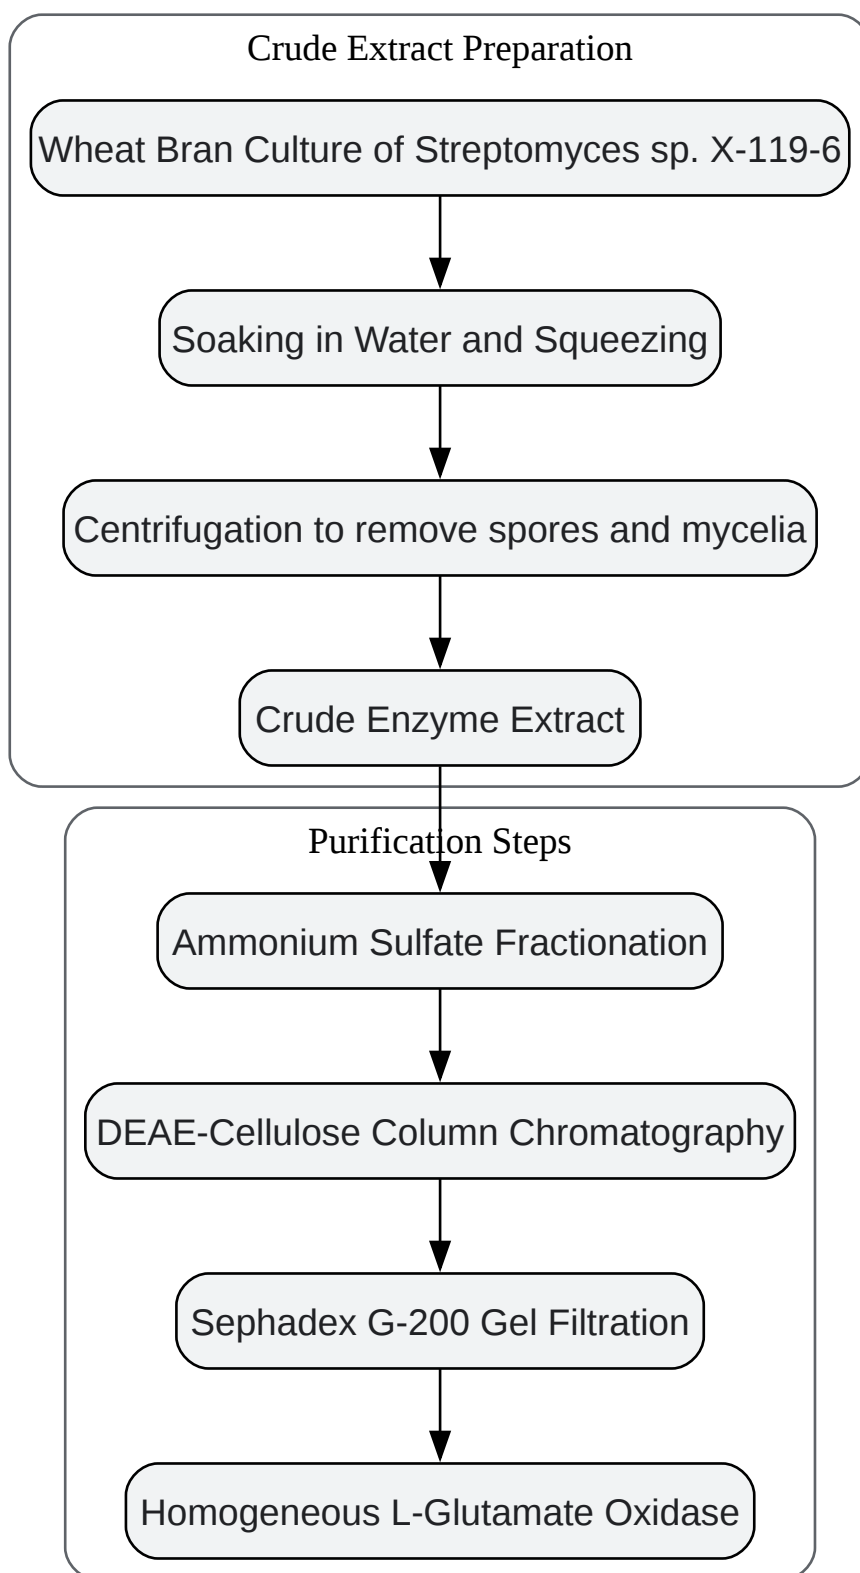 Crude Extract Preparation
Wheat Bran Culture of Streptomyces sp. X-119-6
Soaking in Water and Squeezing
Centrifugation to remove spores and mycelia
Crude Enzyme Extract
Purification Steps
Ammonium Sulfate Fractionation
DEAE-Cellulose Column Chromatography
Sephadex G-200 Gel Filtration
Homogeneous L-Glutamate Oxidase